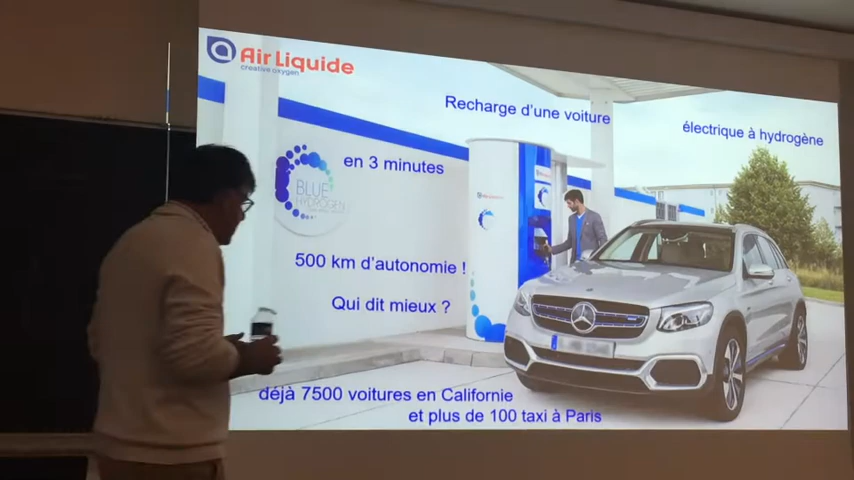 Air Liquide
creative oxygen
Recharge d'une voiture
électrique à hydrogène
en 3 minutes
BLUE
HYDROGEN
500 km d'autonomie !
Qui dit mieux ?
déjà 7500 voitures en Californie
et plus de 100 taxi à Paris